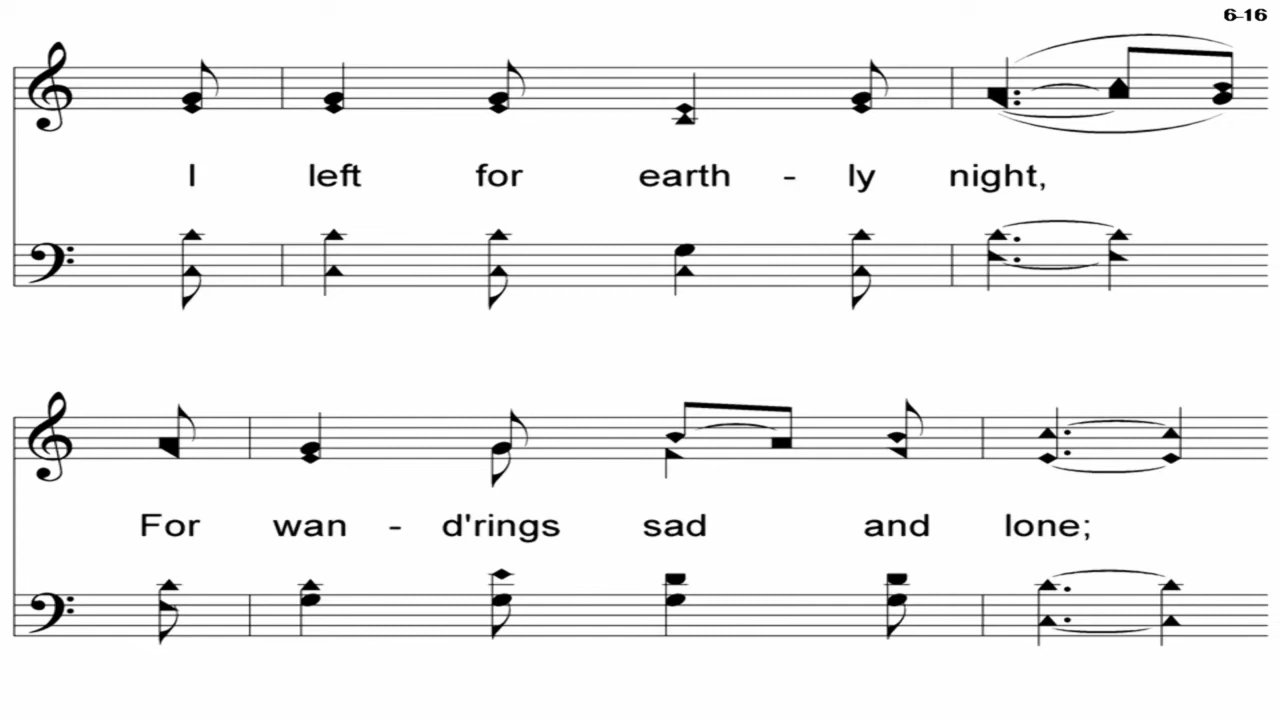 6-16
I left for earth - ly night,
For wan - d'rings sad and lone;